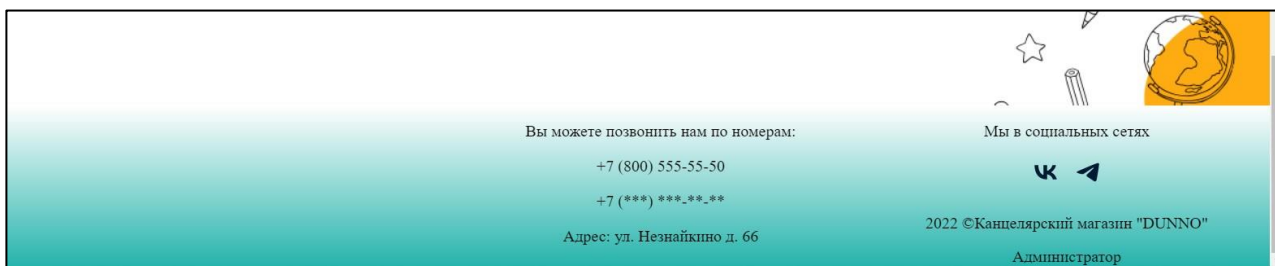 Вы можете позвонить нам по номерам:
+7 (800) 555-55-50
+7 (***) ***-**-**
Адрес: ул. Незнайкино д. 66
Мы в социальных сетях
2022 ©Канцелярский магазин "DUNNO"
Администратор